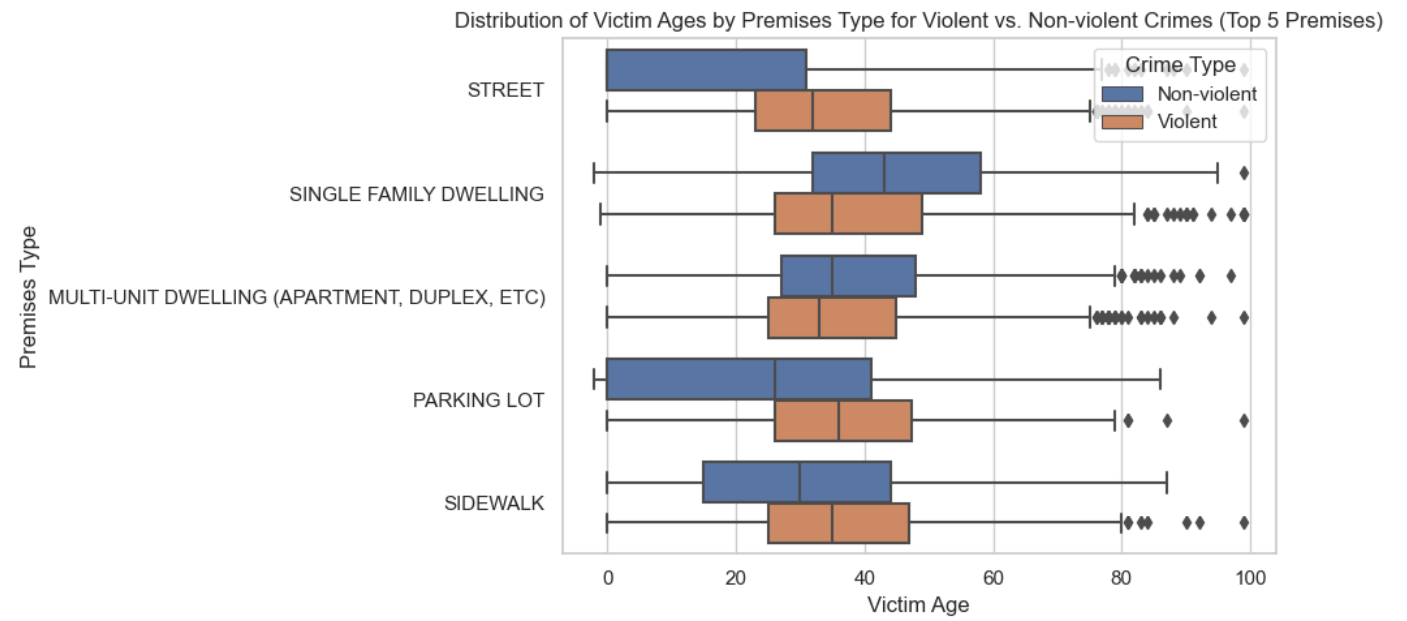 Distribution of Victim Ages by Premises Type for Violent vs. Non-violent Crimes (Top 5 Premises)
Crime Type
Non-violent
Violent
Premises Type
STREET
SINGLE FAMILY DWELLING
MULTI-UNIT DWELLING (APARTMENT, DUPLEX, ETC)
PARKING LOT
SIDEWALK
0 20 40 60 80 100
Victim Age